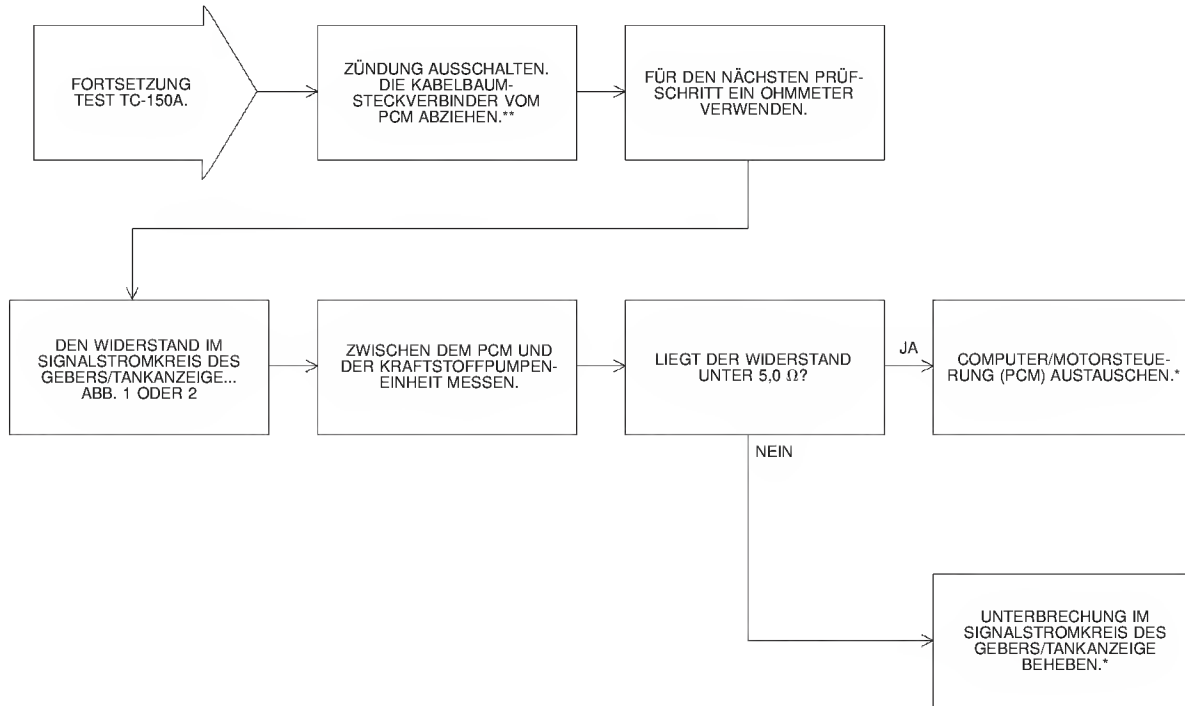 FORTSETZUNG
TEST TC-150A.
ZÜNDUNG AUSSCHALTEN.
DIE KABELBAUM-
STECKVERBINDER VOM
PCM ABZIEHEN.**
FÜR DEN NÄCHSTEN PRÜF-
SCHRITT EIN OHMMETER
VERWENDEN.
DEN WIDERSTAND IM
SIGNALSTROMKREIS DES
GEBERS/TANKANZEIGE...
ABB. 1 ODER 2
ZWISCHEN DEM PCM UND
DER KRAFTSTOFFPUMPEN-
EINHEIT MESSEN.
LIEGT DER WIDERSTAND
UNTER 5,0 Ω?
JA
COMPUTER/MOTORSTEUE-
RUNG (PCM) AUSTAUSCHEN.*
NEIN
UNTERBRECHUNG IM
SIGNALSTROMKREIS DES
GEBERS/TANKANZEIGE
BEHEBEN.*